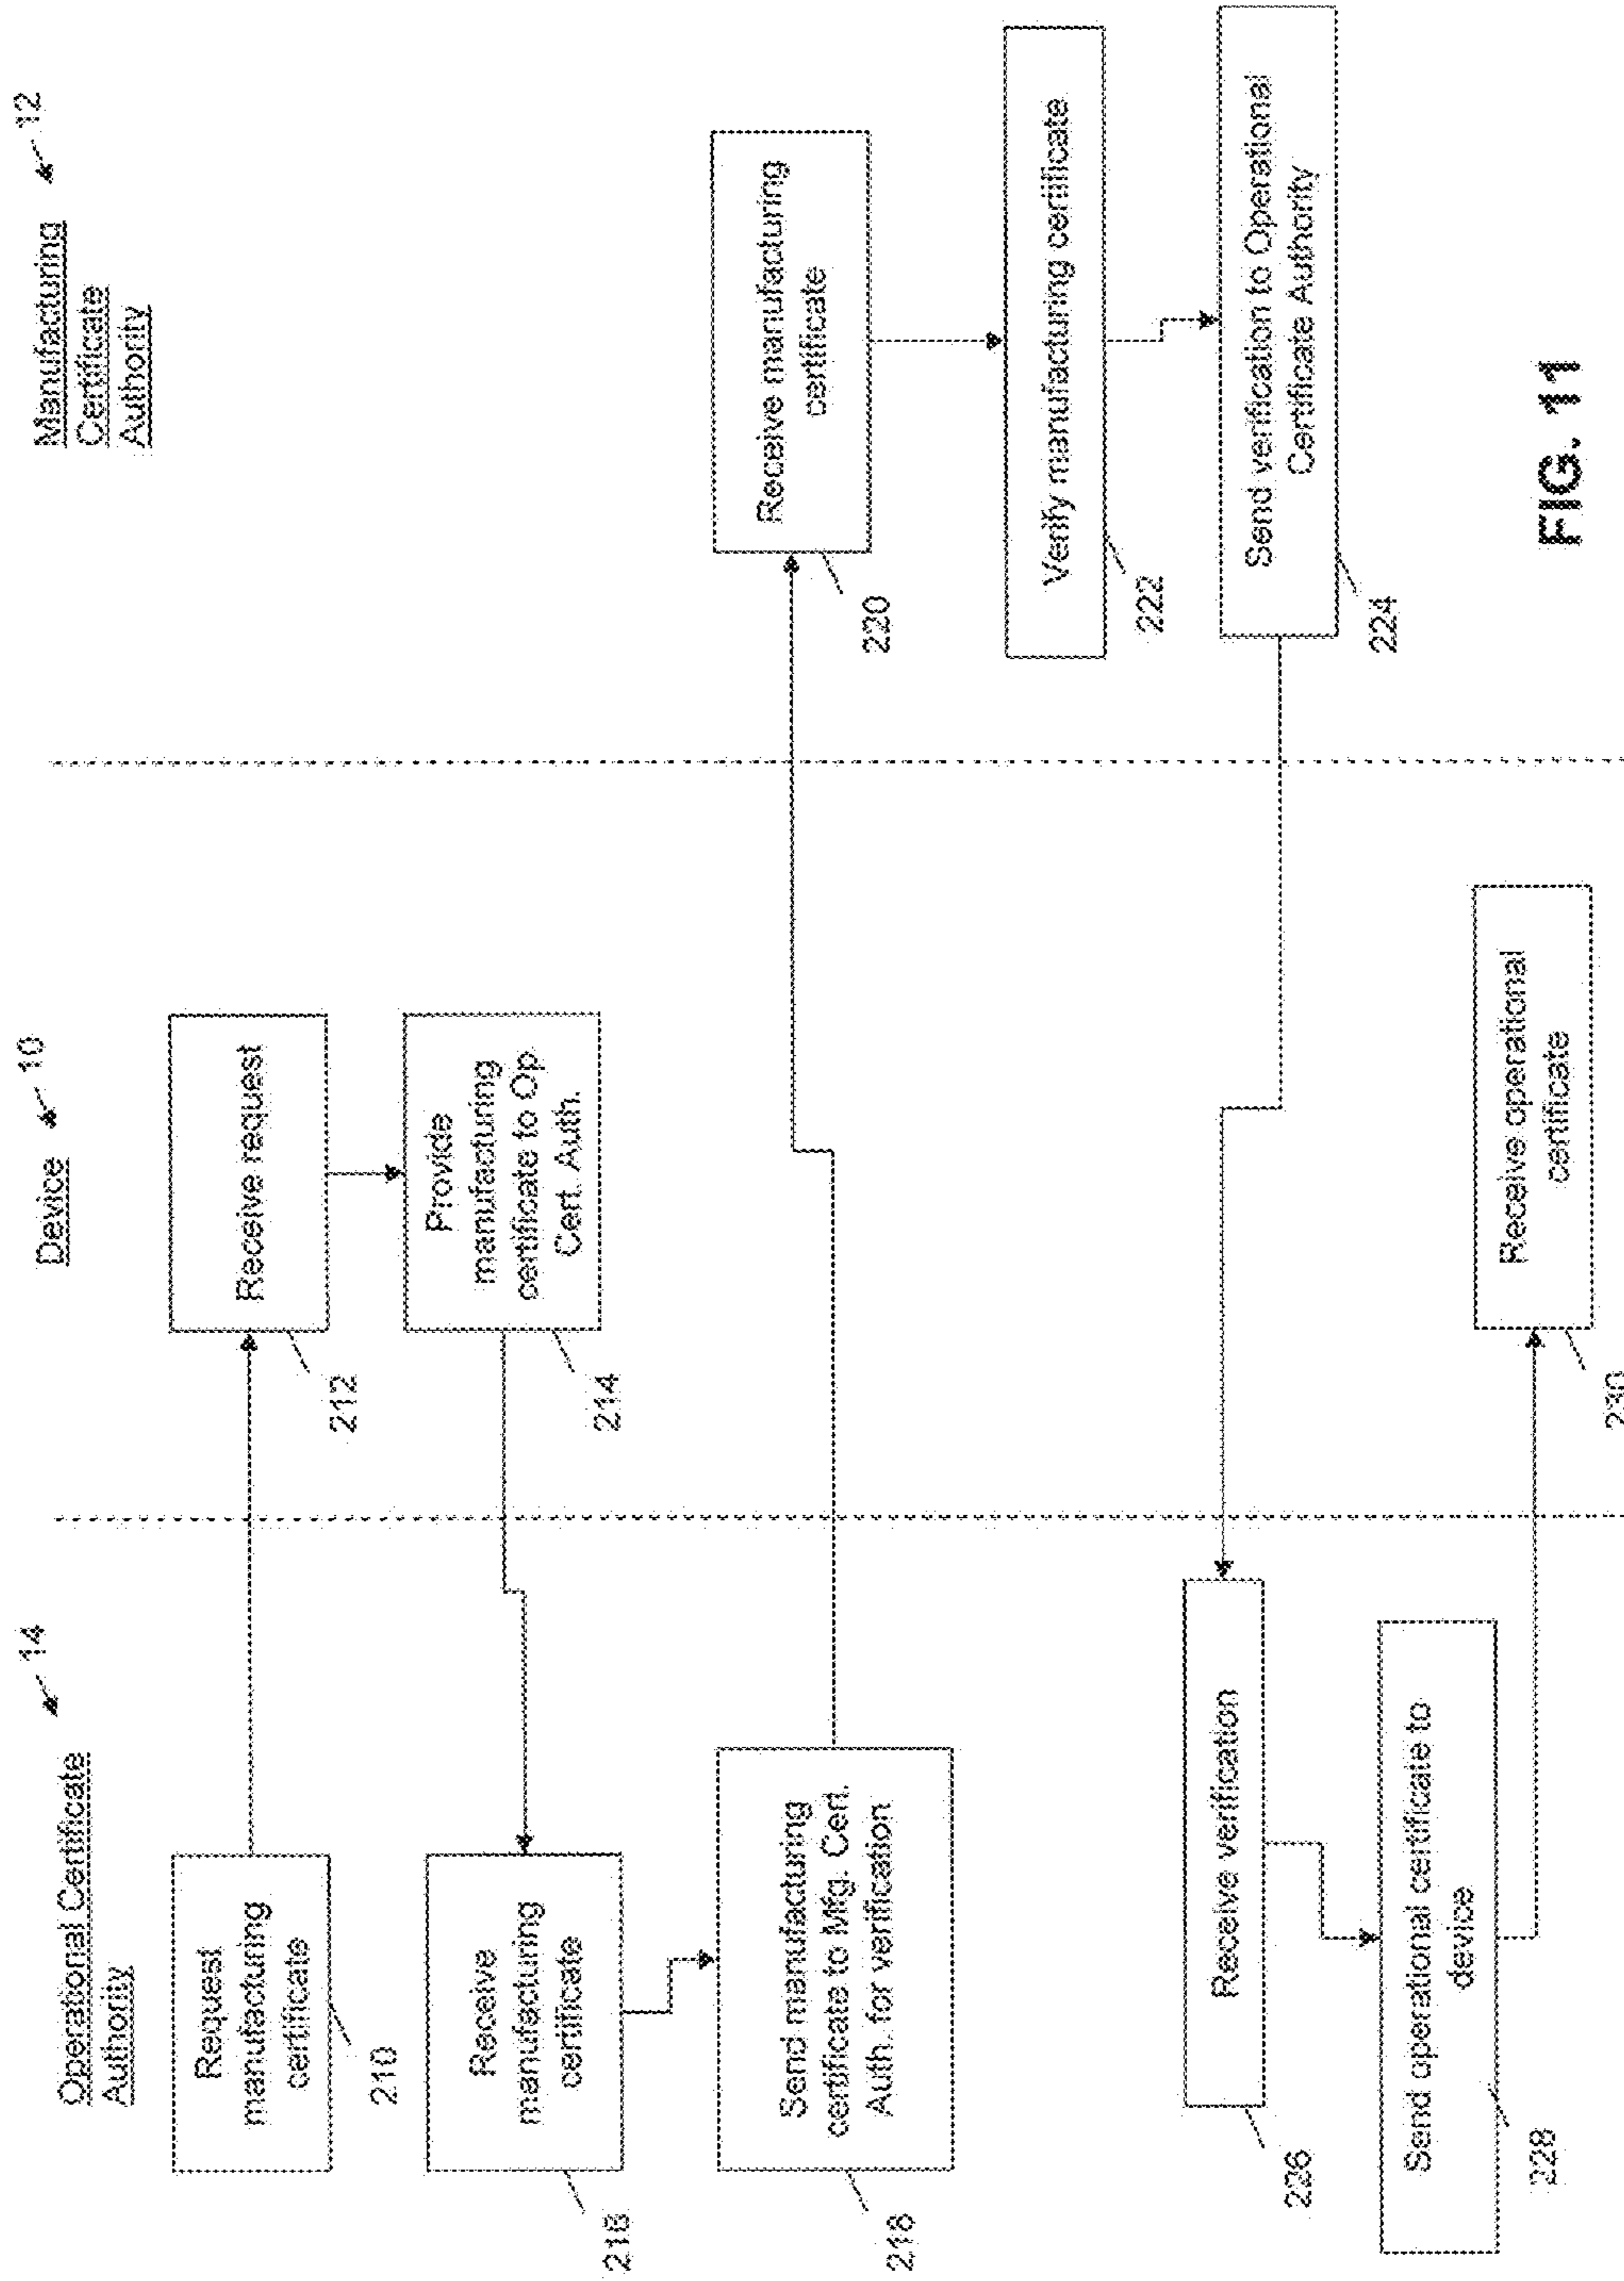 Operational Certificate
Authority
14
Device
10
Manufacturing
Certificate
Authority
12
Request
manufacturing
certificate
210
Receive request
212
Provide
manufacturing
certificate to Op.
Cert. Auth.
214
Receive
manufacturing
certificate
Send manufacturing
certificate to Mfg. Cert.
Auth. for verification
Receive manufacturing
certificate
220
Verify manufacturing certificate
222
Send verification to Operational
Certificate Authority
224
Receive verification
226
Send operational certificate to
device
228
Receive operational
certificate
230
FIG. 11